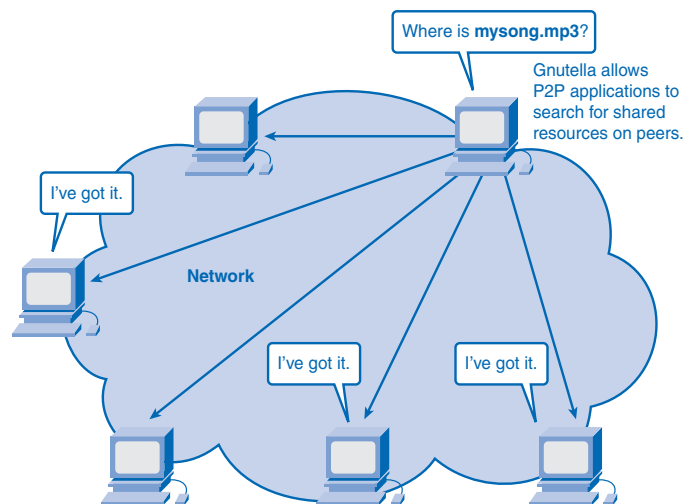 Where is mysong.mp3?
Gnutella allows
P2P applications to
search for shared
resources on peers.
I've got it.
Network
I've got it.
I've got it.